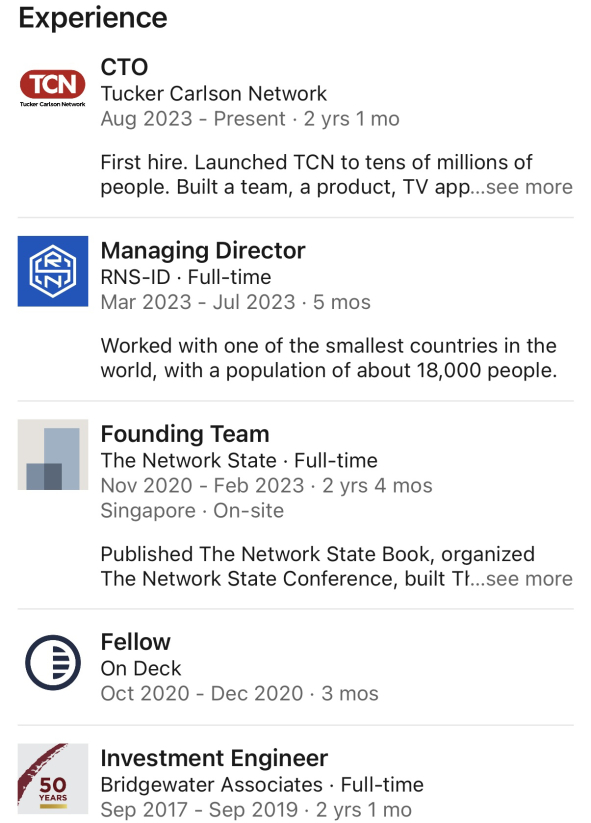 Experience
TCN
Tucker Carlson Network
CTO
Tucker Carlson Network
Aug 2023 - Present · 2 yrs 1 mo
First hire. Launched TCN to tens of millions of
people. Built a team, a product, TV app...see more
RN
Managing Director
RNS-ID · Full-time
Mar 2023 - Jul 2023 · 5 mos
Worked with one of the smallest countries in the
world, with a population of about 18,000 people.
Founding Team
The Network State · Full-time
Nov 2020 - Feb 2023 · 2 yrs 4 mos
Singapore · On-site
Published The Network State Book, organized
The Network State Conference, built ...see more
Fellow
On Deck
Oct 2020 - Dec 2020 · 3 mos
50
YEARS
Investment Engineer
Bridgewater Associates · Full-time
Sep 2017 - Sep 2019 · 2 yrs 1 mo